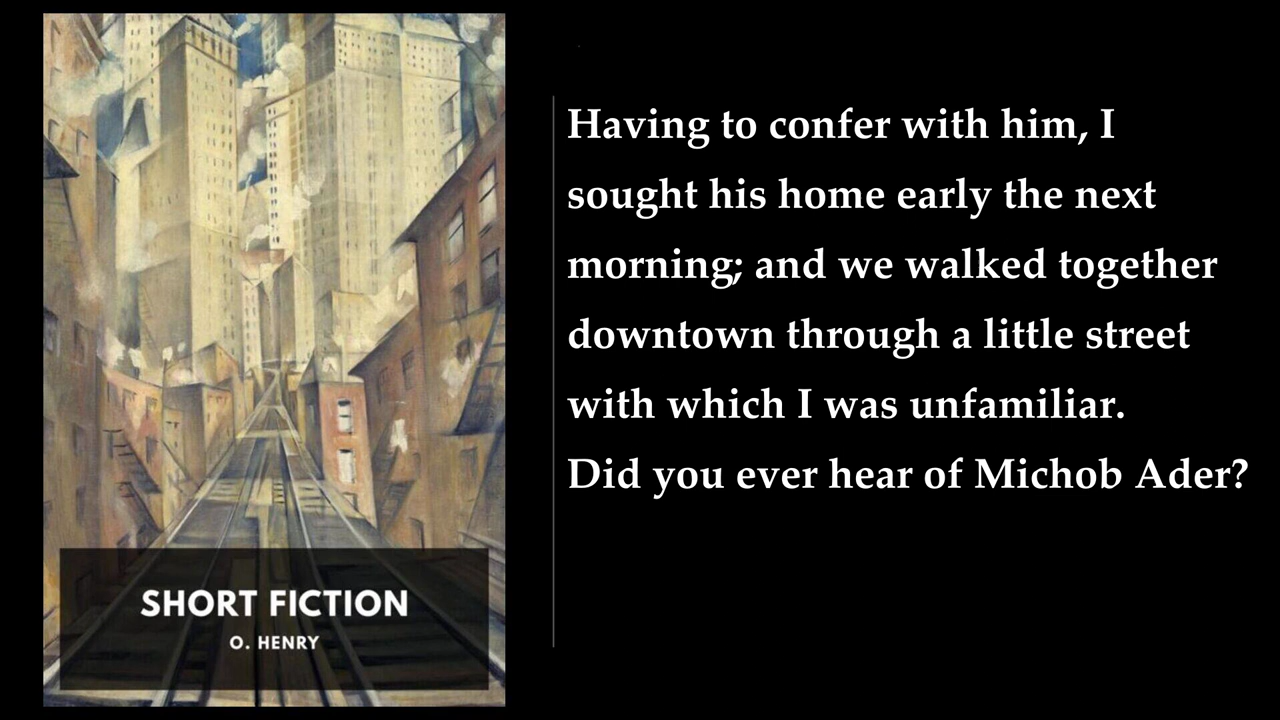 Having to confer with him, I
sought his home early the next
morning; and we walked together
downtown through a little street
with which I was unfamiliar.
Did you ever hear of Michob Ader?
SHORT FICTION
O. HENRY